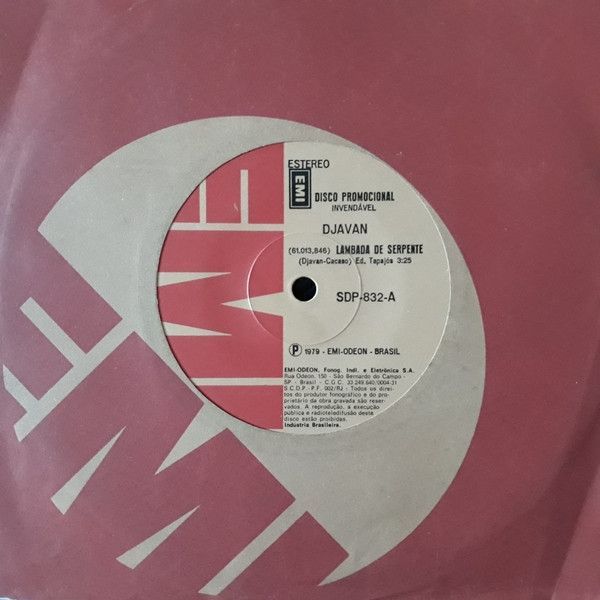 ESTEREO
EMI
DISCO PROMOCIONAL
INVENDÁVEL
DJAVAN
(61.013.846) LAMBADA DE SERPENTE
(Djavan-Cacaso) Ed. Tapajós 3:25
SDP-832-A
Ⓟ 1979 - EMI-ODEON - BRASIL
EMI-ODEON, Fonog. Indl. e Eletrônica S.A.
Rua Odeon, 150 - São Bernardo do Campo -
SP - Brasil - C.G.C. 33.249.640/0004-31
S.C.D.P. - P.F. 002/RJ - Todos os direi-
tos do produtor fonográfico e do pro-
prietário da obra gravada são reser-
vados. A reprodução, a execução
pública e radioteledifusão deste
disco estão proibidas.
Indústria Brasileira.
EMI
EMI